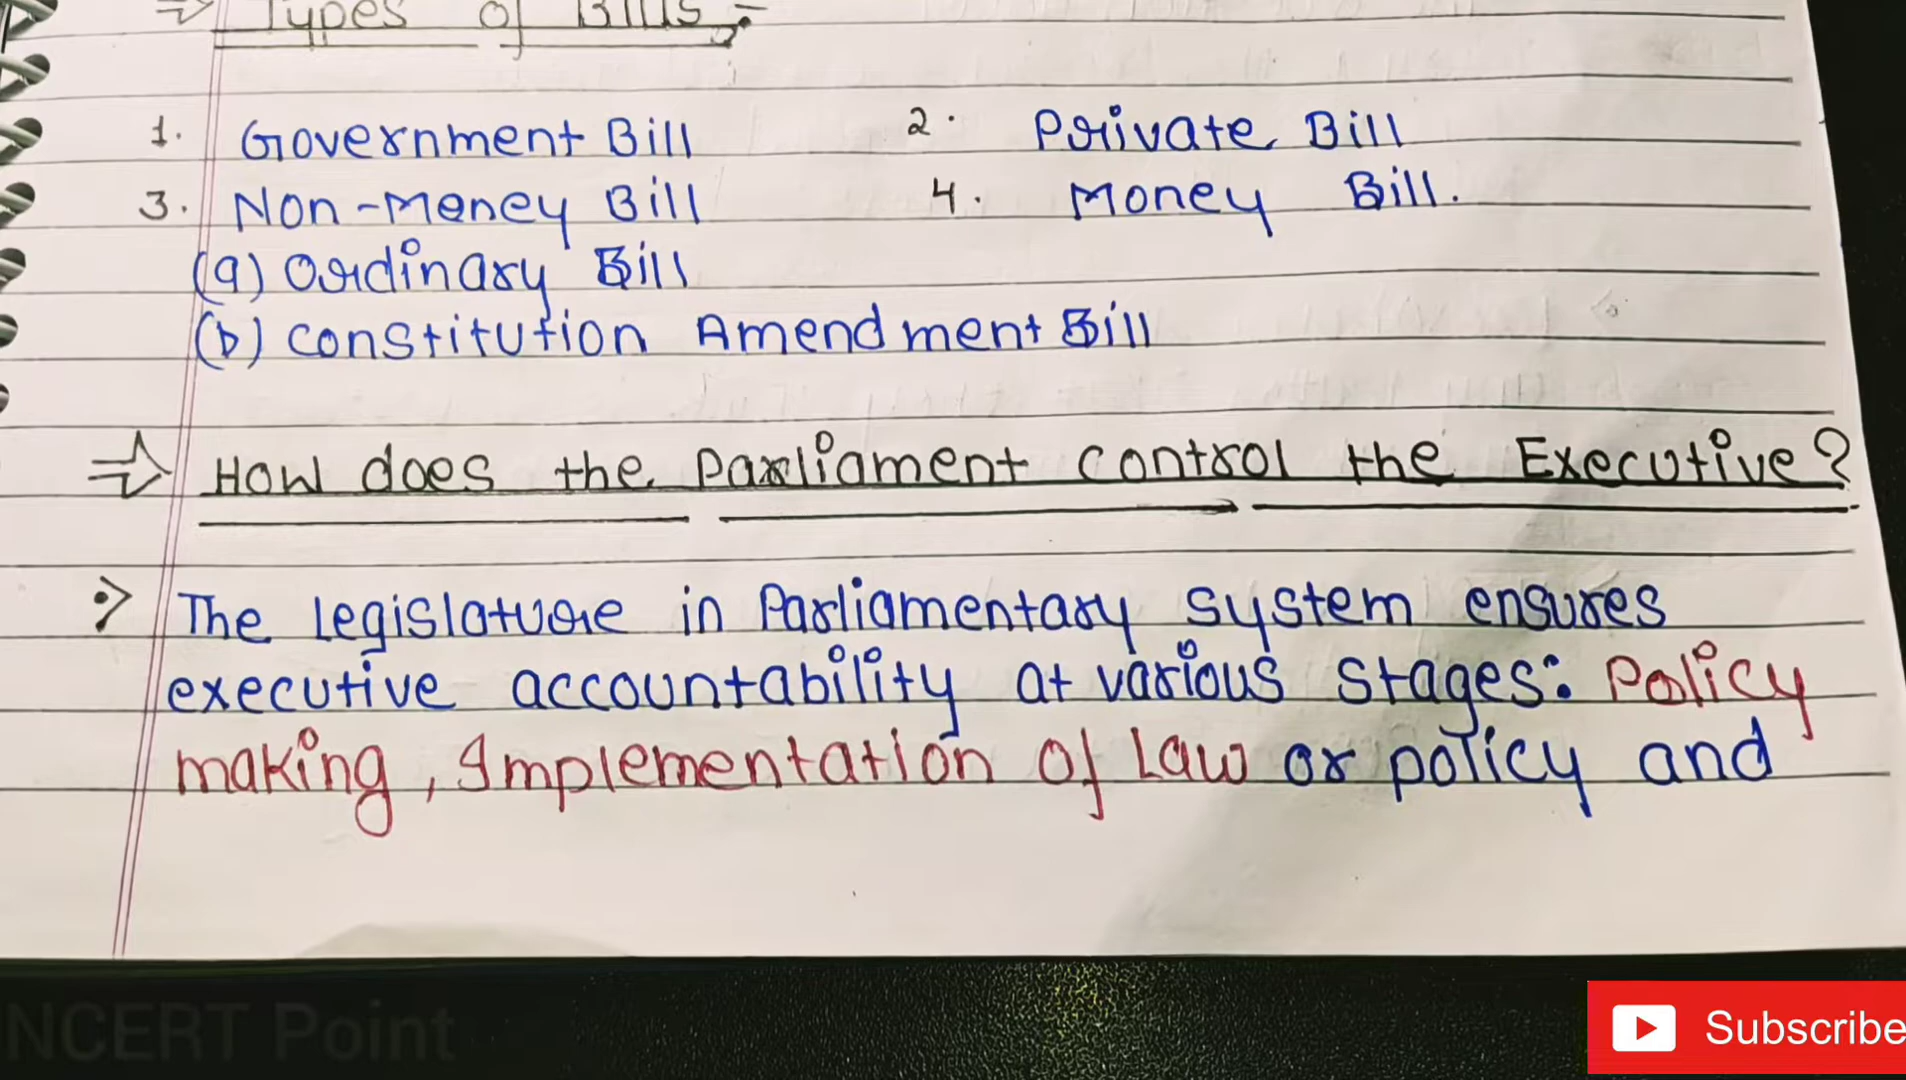 ⇒ Types of Bills :-
1. Government Bill 2. Private Bill
3. Non-Money Bill 4. Money Bill.
(a) Ordinary Bill
(b) Constitution Amendment Bill
⇒ How does the Parliament control the Executive?
The Legislature in Parliamentary system ensures
executive accountability at various stages: Policy
making, Implementation of Law or policy and
NCERT Point
Subscribe